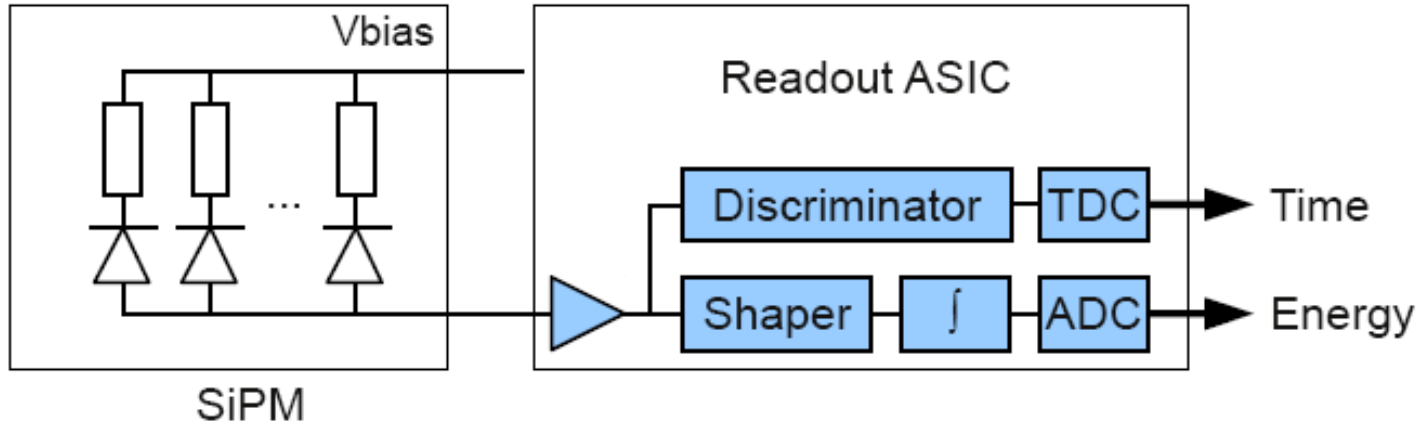 Vbias
...
SiPM
Readout ASIC
Discriminator
TDC
Time
Shaper
∫
ADC
Energy